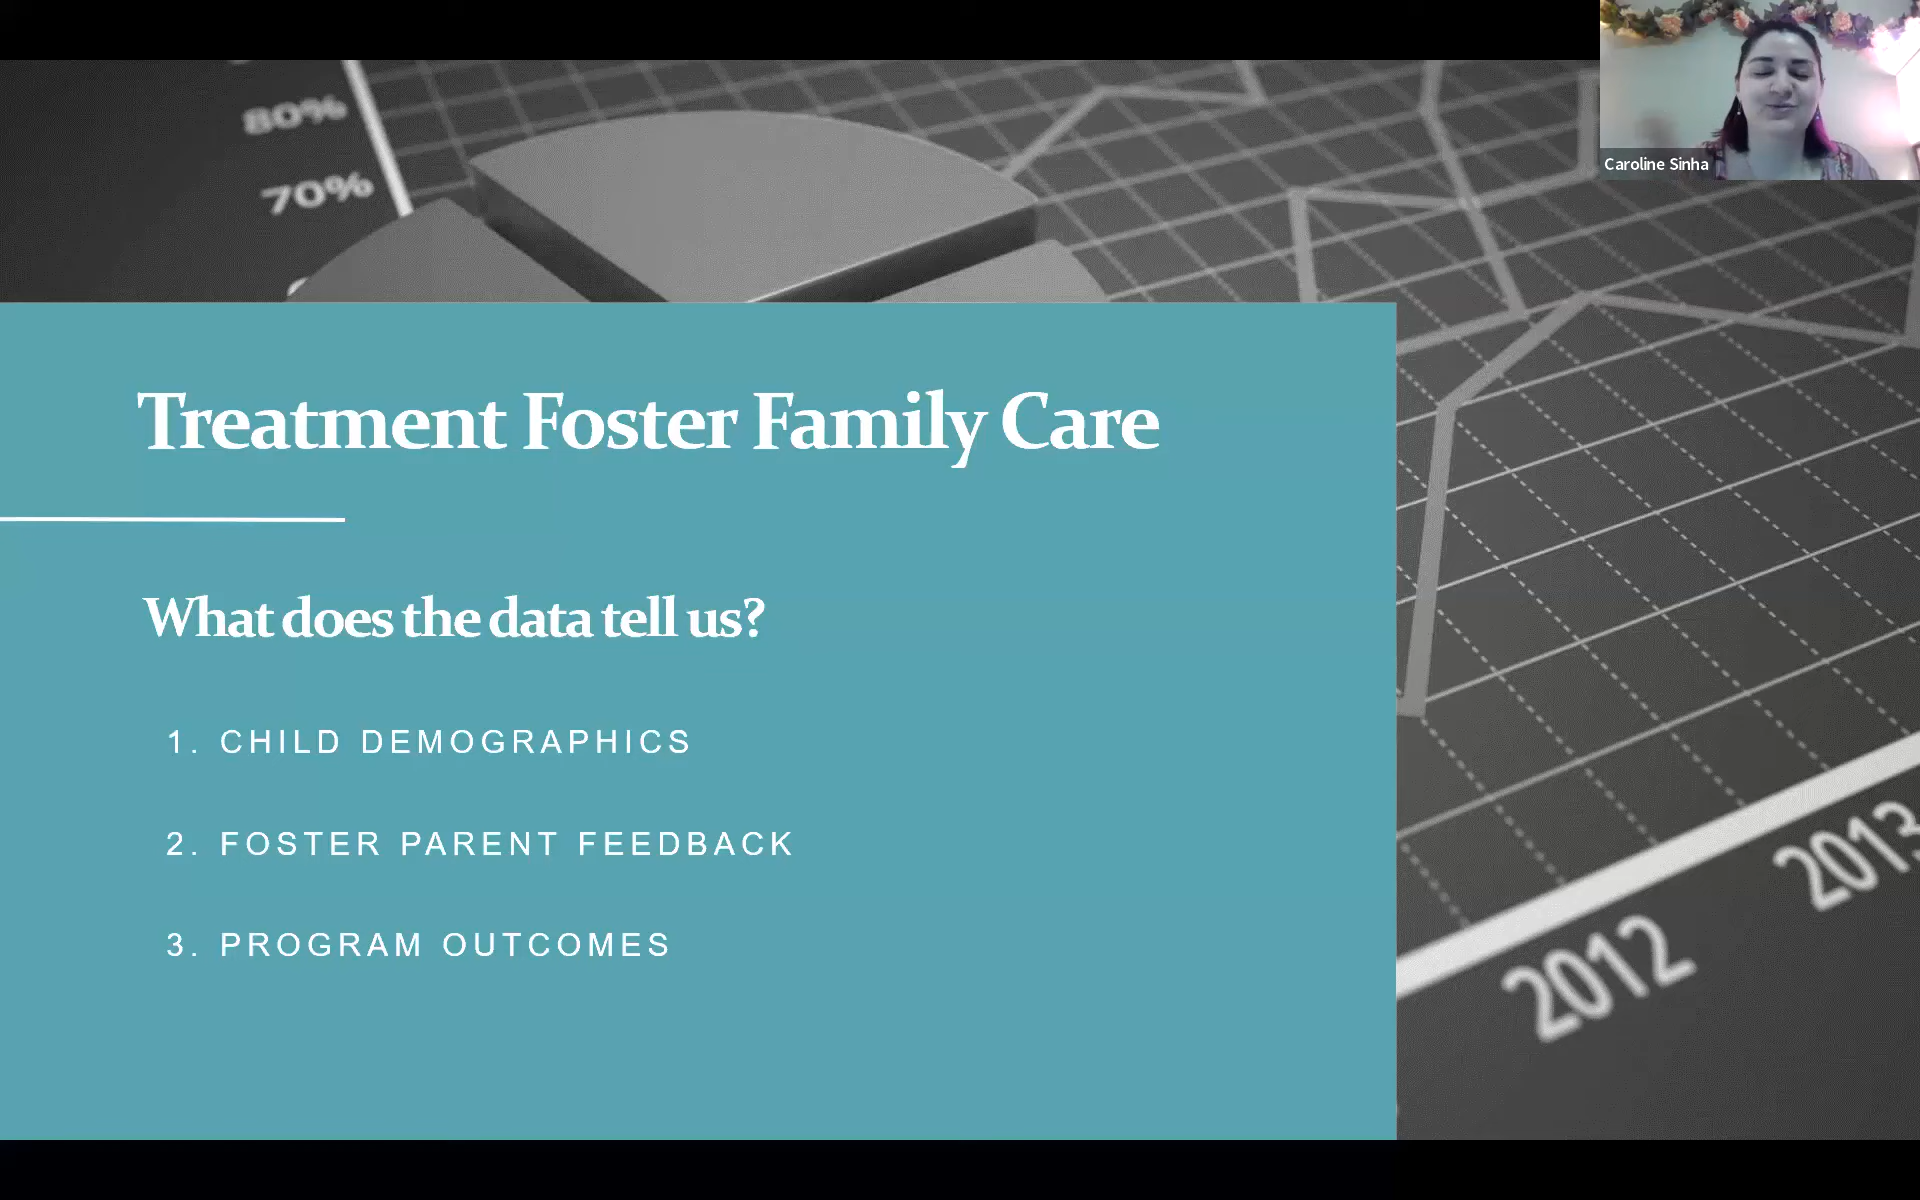 80%
70%
Caroline Sinha
Treatment Foster Family Care
What does the data tell us?
1. CHILD DEMOGRAPHICS
2. FOSTER PARENT FEEDBACK
3. PROGRAM OUTCOMES
2012
2013